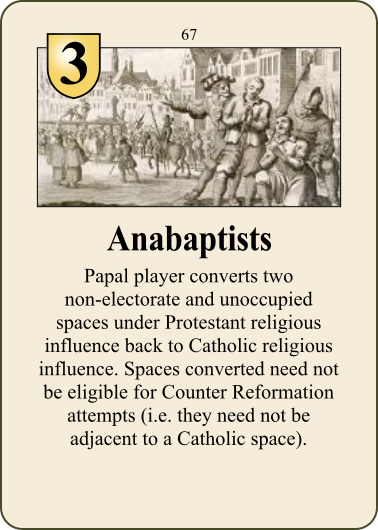 67
3
Anabaptists
Papal player converts two
non-electorate and unoccupied
spaces under Protestant religious
influence back to Catholic religious
influence. Spaces converted need not
be eligible for Counter Reformation
attempts (i.e. they need not be
adjacent to a Catholic space).